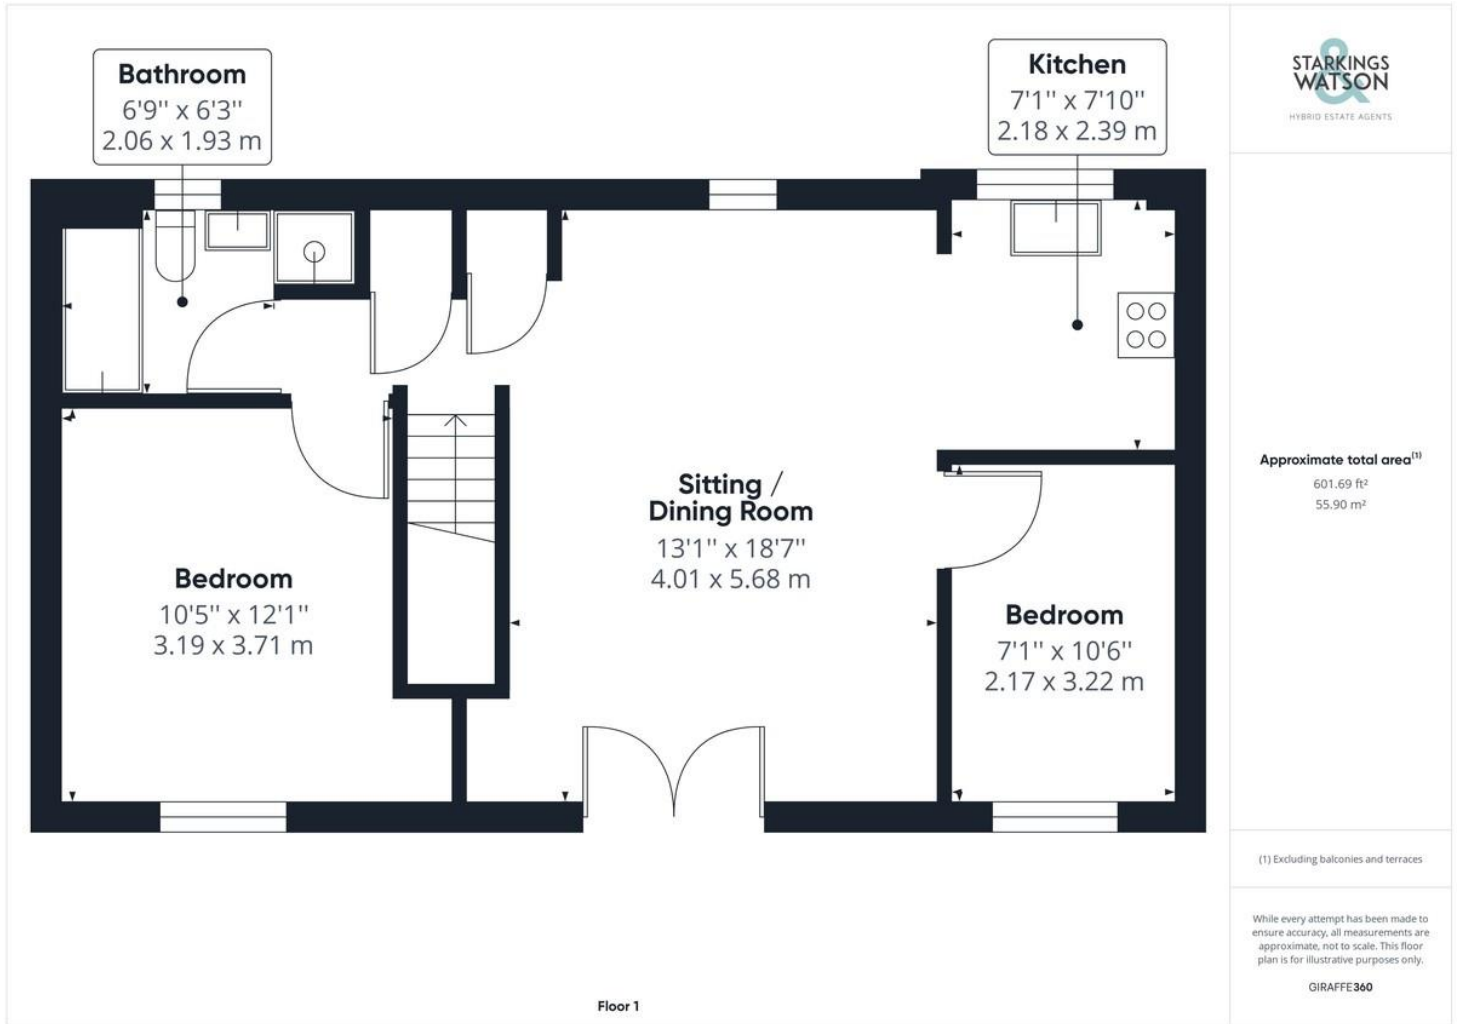 Bathroom
6'9'' x 6'3''
2.06 x 1.93 m
Kitchen
7'1'' x 7'10''
2.18 x 2.39 m
Sitting /
Dining Room
13'1'' x 18'7''
4.01 x 5.68 m
Bedroom
10'5'' x 12'1''
3.19 x 3.71 m
Bedroom
7'1'' x 10'6''
2.17 x 3.22 m
Floor 1
&
STARKINGS
WATSON
HYBRID ESTATE AGENTS
Approximate total area(1)
601.69 ft²
55.90 m²
(1) Excluding balconies and terraces
While every attempt has been made to
ensure accuracy, all measurements are
approximate, not to scale. This floor
plan is for illustrative purposes only.
GIRAFFE360